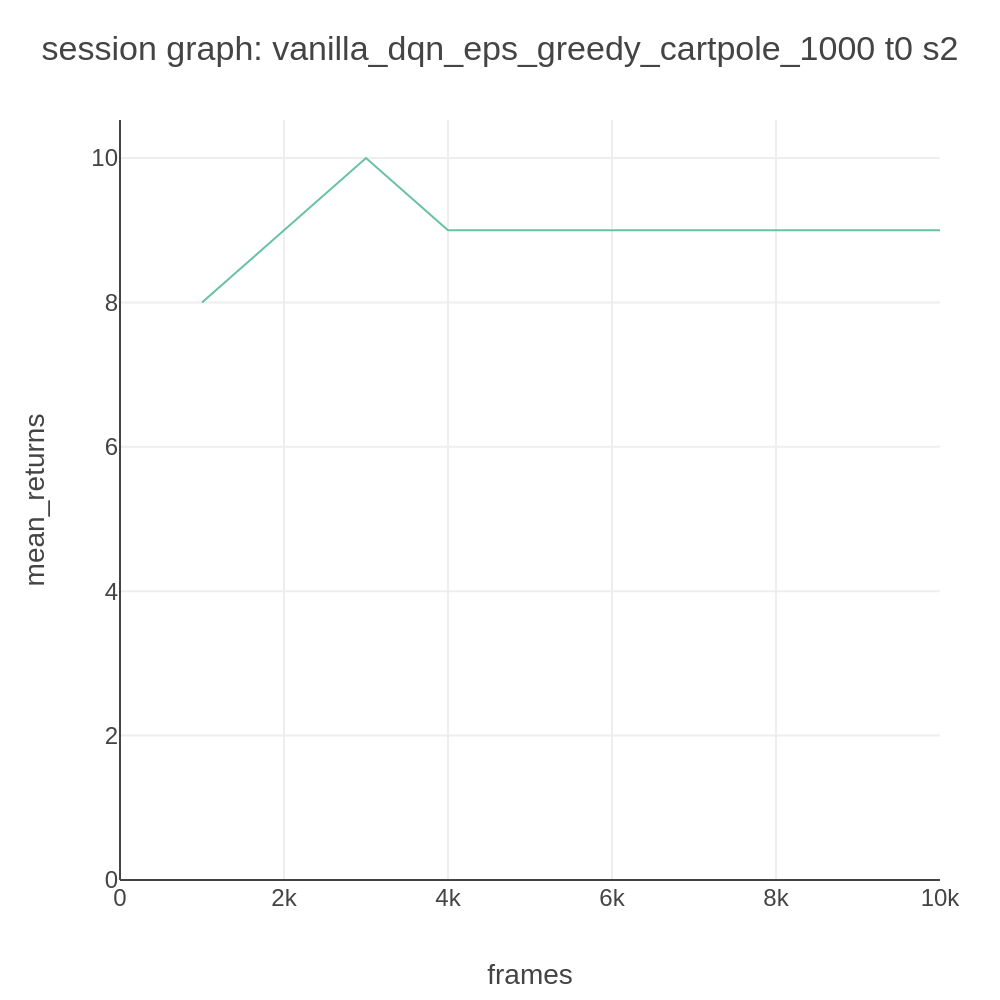 session graph: vanilla_dqn_eps_greedy_cartpole_1000 t0 s2
10
8
6
4
2
0
mean_returns
0 2k 4k 6k 8k 10k
frames